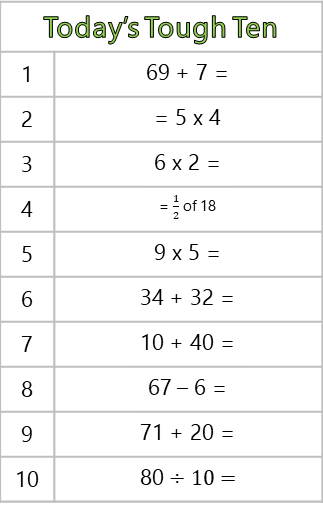 Today's Tough Ten
1 69 + 7 =
2 = 5 x 4
3 6 x 2 =
4 = 1/2 of 18
5 9 x 5 =
6 34 + 32 =
7 10 + 40 =
8 67 – 6 =
9 71 + 20 =
10 80 ÷ 10 =